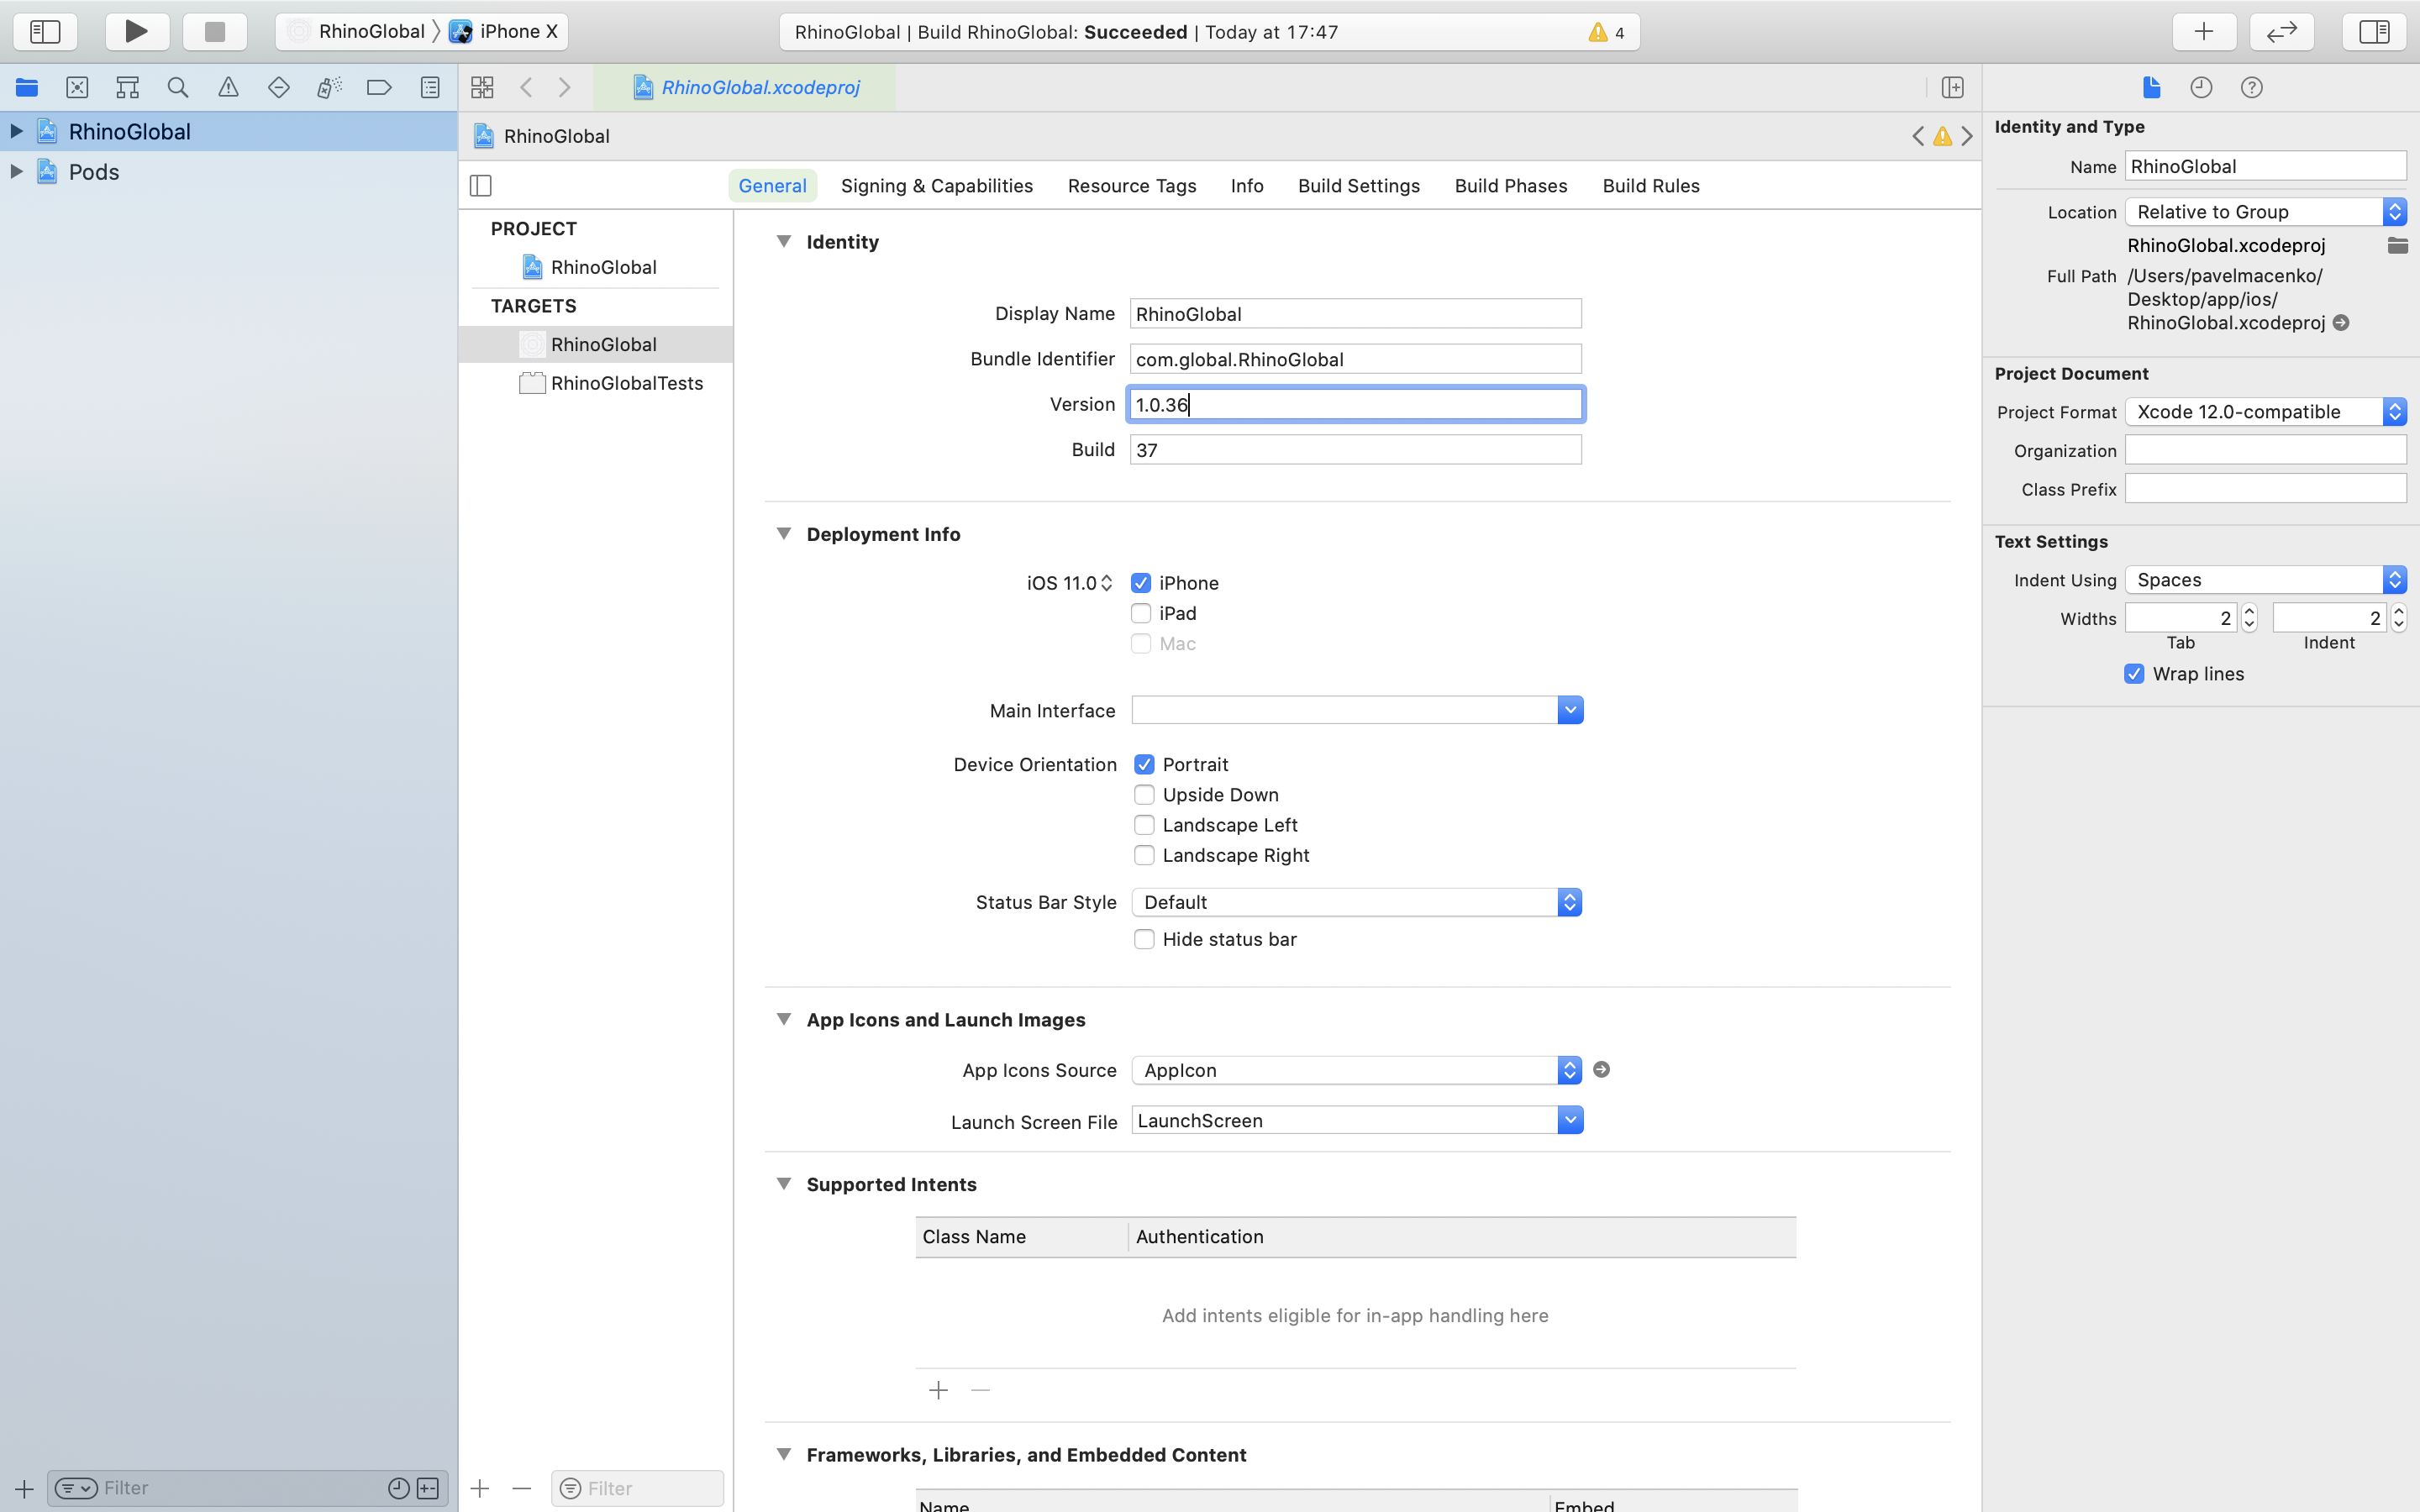 RhinoGlobal
iPhone X
RhinoGlobal | Build RhinoGlobal: Succeeded | Today at 17:47
4
RhinoGlobal
Pods
Filter
RhinoGlobal.xcodeproj
RhinoGlobal
General
Signing & Capabilities
Resource Tags
Info
Build Settings
Build Phases
Build Rules
PROJECT
RhinoGlobal
TARGETS
RhinoGlobal
RhinoGlobalTests
Filter
Identity
Display Name RhinoGlobal
Bundle Identifier com.global.RhinoGlobal
Version 1.0.36
Build 37
Deployment Info
iOS 11.0 iPhone
iPad
Mac
Main Interface
Device Orientation Portrait
Upside Down
Landscape Left
Landscape Right
Status Bar Style Default
Hide status bar
App Icons and Launch Images
App Icons Source AppIcon
Launch Screen File LaunchScreen
Supported Intents
Class Name Authentication
Add intents eligible for in-app handling here
Frameworks, Libraries, and Embedded Content
Name Embed
Identity and Type
Name RhinoGlobal
Location Relative to Group
RhinoGlobal.xcodeproj
Full Path /Users/pavelmacenko/
Desktop/app/ios/
RhinoGlobal.xcodeproj
Project Document
Project Format Xcode 12.0-compatible
Organization
Class Prefix
Text Settings
Indent Using Spaces
Widths 2 2
Tab Indent
Wrap lines